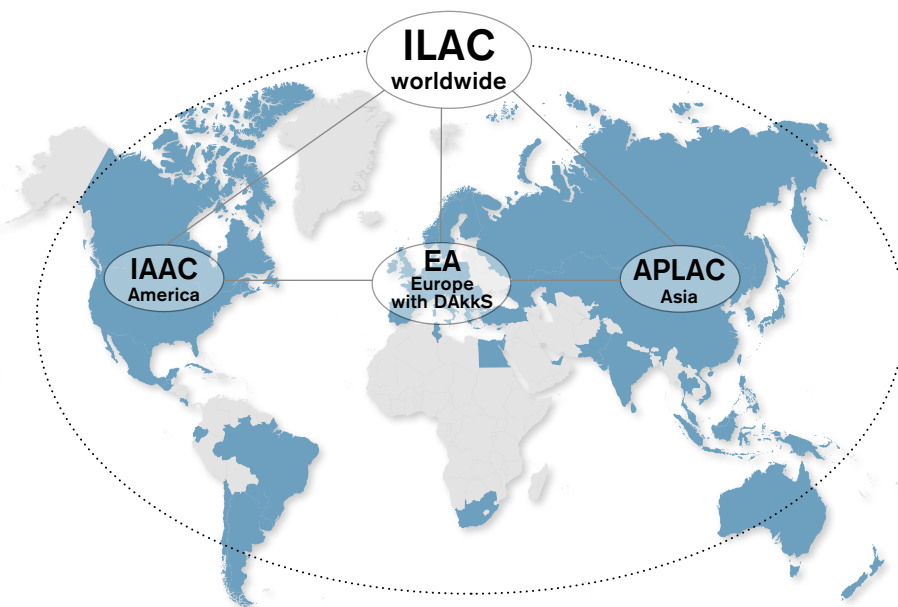 ILAC
worldwide
IAAC
America
EA
Europe
with DAkkS
APLAC
Asia